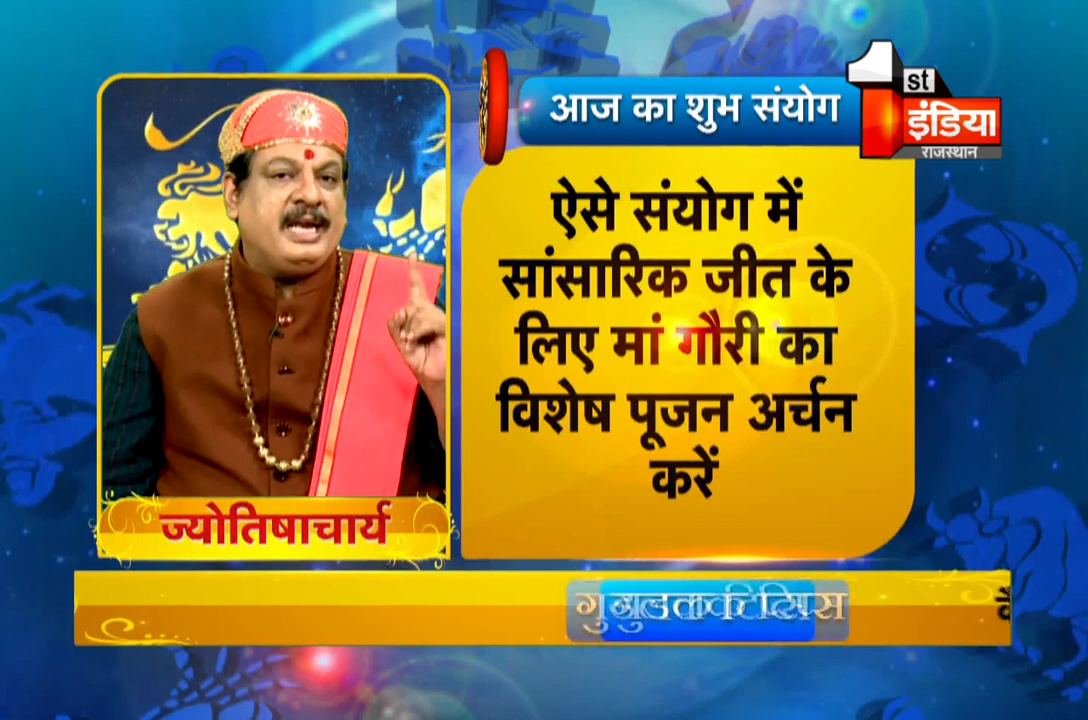 आज का शुभ संयोग
1st
इंडिया
राजस्थान
ऐसे संयोग में
सांसारिक जीत के
लिए मां गौरी का
विशेष पूजन अर्चन
करें
ज्योतिषाचार्य